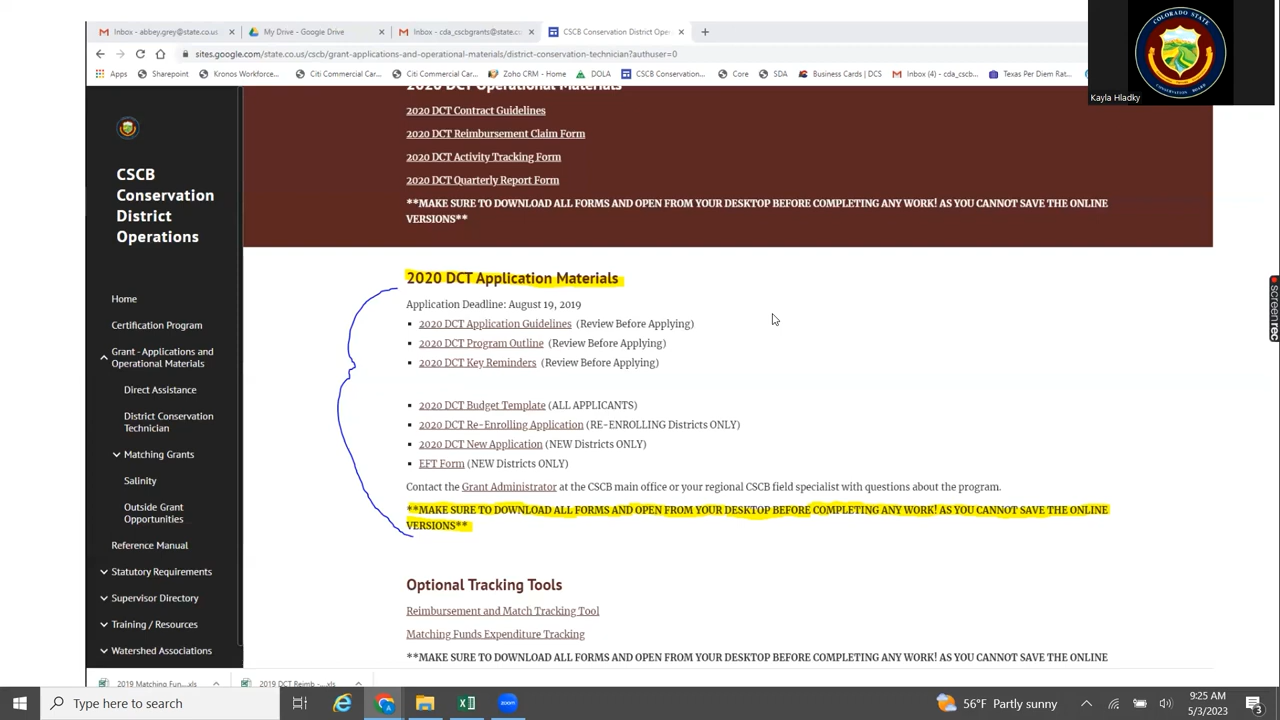 Inbox - abbey.grey@state.co.us
My Drive - Google Drive
Inbox - cda_cscbgrants@state.cc
CSCB Conservation District Ope
sites.google.com/state.co.us/cscb/grant-applications-and-operational-materials/district-conservation-technician?authuser=0
Apps
Sharepoint
Kronos Workforce...
Citi Commercial Car...
Citi Commercial Car...
Zoho CRM - Home
DOLA
CSCB Conservation...
Core
SDA
Business Cards | DCS
Inbox (4) - cda_cscb...
Texas Per Diem Rat...
COLORADO STATE
Kayla Hladky
CSCB
Conservation
District
Operations
Home
Certification Program
Grant - Applications and
Operational Materials
Direct Assistance
District Conservation
Technician
Matching Grants
Salinity
Outside Grant
Opportunities
Reference Manual
Statutory Requirements
Supervisor Directory
Training / Resources
Watershed Associations
2020 DCT Operational Materials
2020 DCT Contract Guidelines
2020 DCT Reimbursement Claim Form
2020 DCT Activity Tracking Form
2020 DCT Quarterly Report Form
**MAKE SURE TO DOWNLOAD ALL FORMS AND OPEN FROM YOUR DESKTOP BEFORE COMPLETING ANY WORK! AS YOU CANNOT SAVE THE ONLINE
VERSIONS**
2020 DCT Application Materials
Application Deadline: August 19, 2019
2020 DCT Application Guidelines (Review Before Applying)
2020 DCT Program Outline (Review Before Applying)
2020 DCT Key Reminders (Review Before Applying)
2020 DCT Budget Template (ALL APPLICANTS)
2020 DCT Re-Enrolling Application (RE-ENROLLING Districts ONLY)
2020 DCT New Application (NEW Districts ONLY)
EFT Form (NEW Districts ONLY)
Contact the Grant Administrator at the CSCB main office or your regional CSCB field specialist with questions about the program.
**MAKE SURE TO DOWNLOAD ALL FORMS AND OPEN FROM YOUR DESKTOP BEFORE COMPLETING ANY WORK! AS YOU CANNOT SAVE THE ONLINE
VERSIONS**
Optional Tracking Tools
Reimbursement and Match Tracking Tool
Matching Funds Expenditure Tracking
**MAKE SURE TO DOWNLOAD ALL FORMS AND OPEN FROM YOUR DESKTOP BEFORE COMPLETING ANY WORK! AS YOU CANNOT SAVE THE ONLINE
screenrec
2019 Matching Fun....xls
2019 DCT Reimb -....xls
Type here to search
56°F Partly sunny
9:25 AM
5/3/2023
3